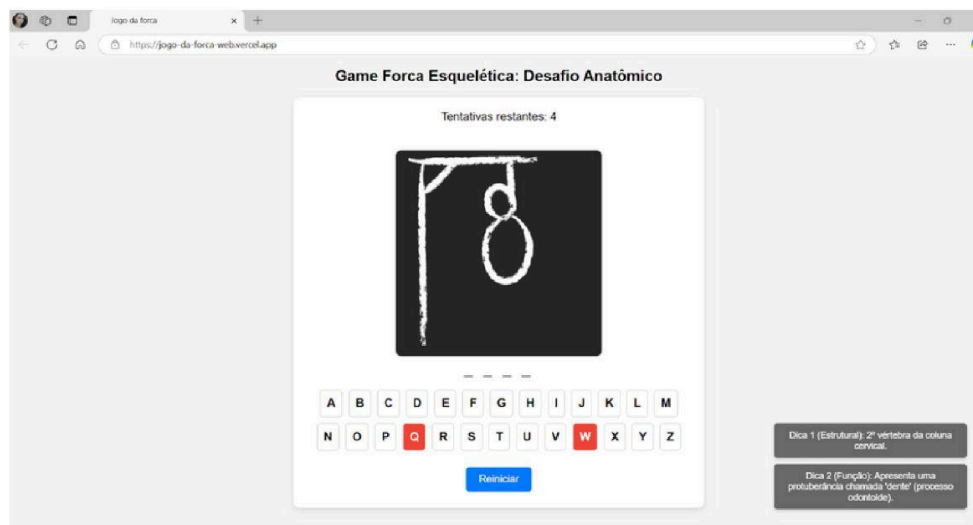 Jogo da forca
https://jogo-da-forca-web.vercel.app
Game Forca Esquelética: Desafio Anatômico
Tentativas restantes: 4
_ _ _ _
A B C D E F G H I J K L M
N O P Q R S T U V W X Y Z
Reiniciar
Dica 1 (Estrutural): 2ª vértebra da coluna
cervical.
Dica 2 (Função): Apresenta uma
protuberância chamada 'dente' (processo
odontoide).